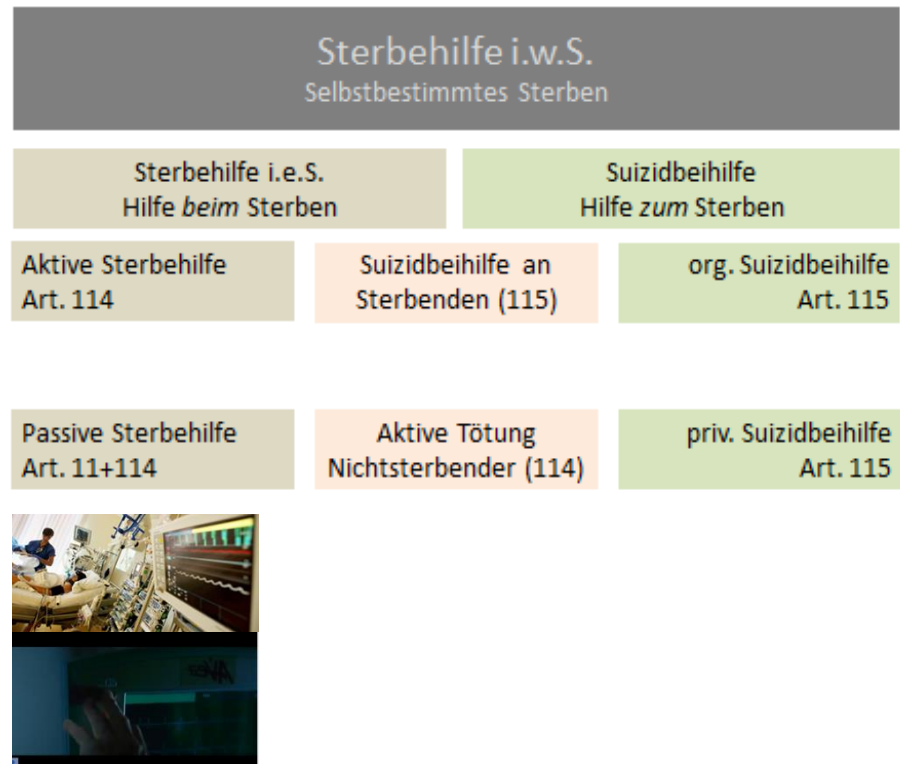 Sterbehilfe i.w.S.
Selbstbestimmtes Sterben
Sterbehilfe i.e.S.
Hilfe beim Sterben
Suizidbeihilfe
Hilfe zum Sterben
Aktive Sterbehilfe
Art. 114
Suizidbeihilfe an
Sterbenden (115)
org. Suizidbeihilfe
Art. 115
Passive Sterbehilfe
Art. 11+114
Aktive Tötung
Nichtsterbender (114)
priv. Suizidbeihilfe
Art. 115